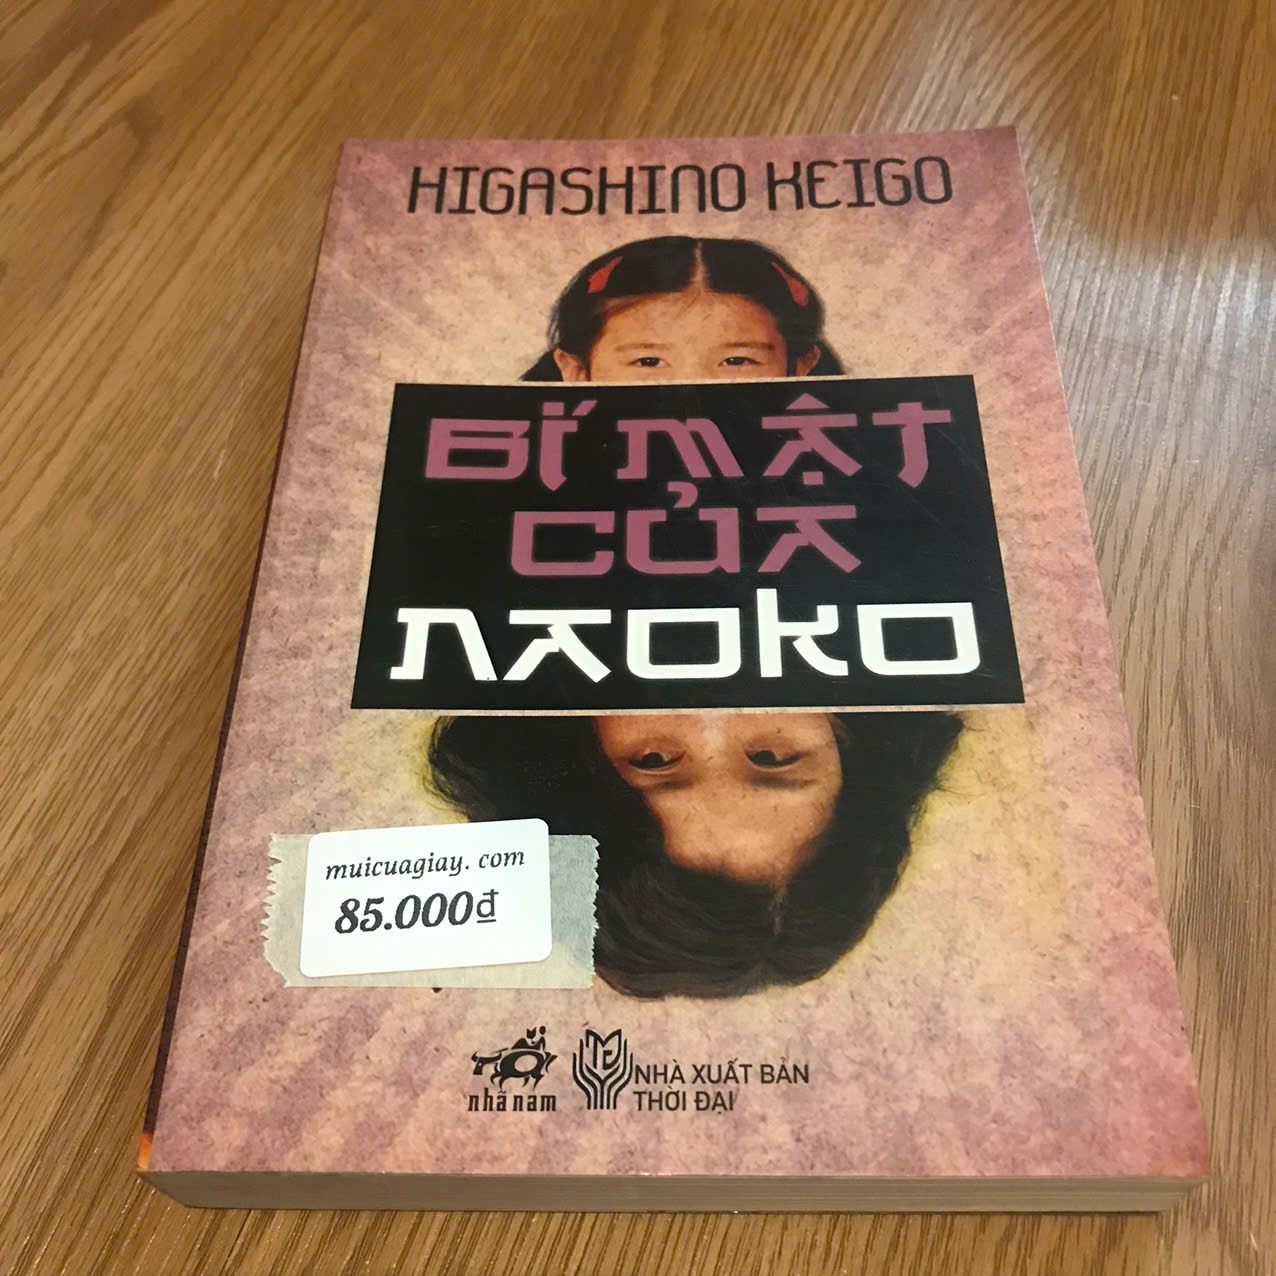 HIGASHINO KEIGO
BÍ MẬT
CỦA
NAOKO
muicuagiay. com
85.000đ
nhã nam
NHÀ XUẤT BẢN
THỜI ĐẠI